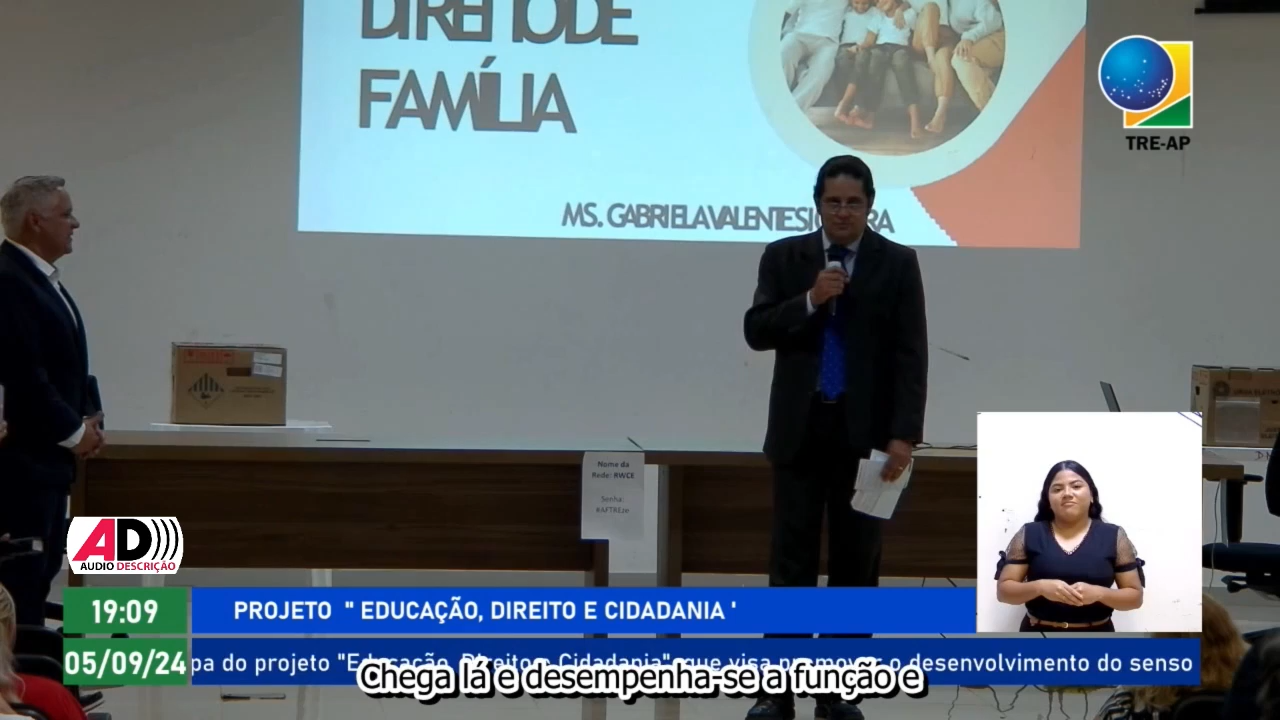 DIREITO DE
FAMÍLIA
MS. GABRIELA VALENTE
TRE-AP
Nome da
Rede: RWCE
Senha:
AD
AUDIO DESCRIÇÃO
19:09
PROJETO " EDUCAÇÃO, DIREITO E CIDADANIA '
05/09/24
pa do projeto "Educação, Direito e Cidadania" que visa promover o desenvolvimento do senso
Chega lá e desempenha-se a função e